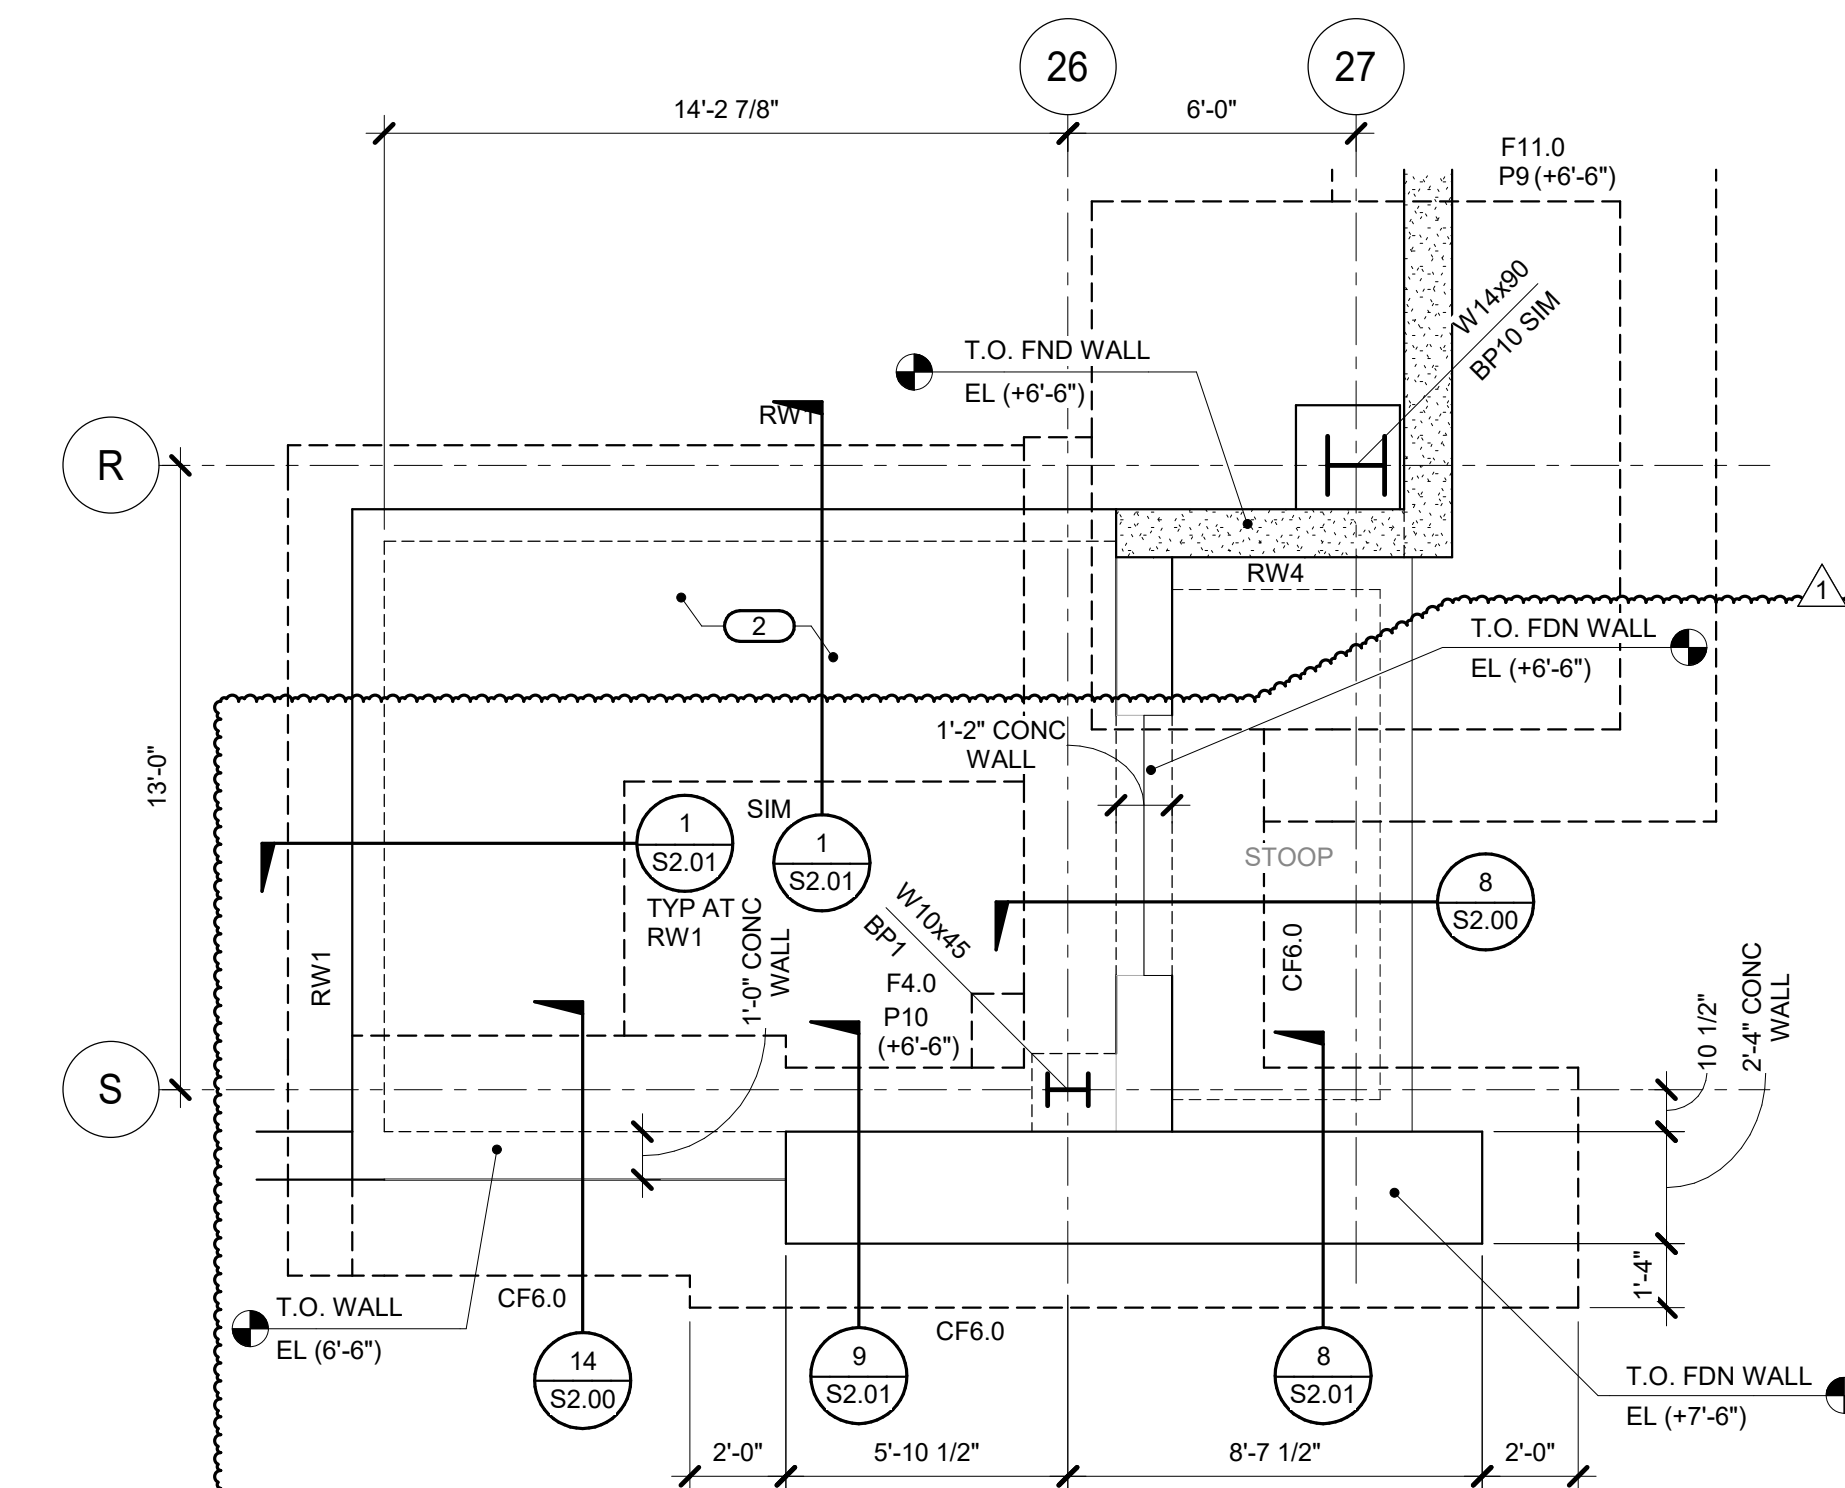 26
27
14'-2 7/8"
6'-0"
F11.0
P9 (+6'-6")
W14x90
BP10 SIM
T.O. FND WALL
EL (+6'-6")
RW1
R
RW4
1
2
T.O. FDN WALL
EL (+6'-6")
1'-2" CONC
WALL
13'-0"
SIM
1
S2.01
1
S2.01
TYP AT
RW1
STOOP
8
S2.00
W10x45
BP1
1'-0" CONC
WALL
RW1
F4.0
P10
(+6'-6")
CF6.0
10 1/2"
2'-4" CONC
WALL
S
1'-4"
T.O. WALL
EL (6'-6")
CF6.0
CF6.0
14
S2.00
9
S2.01
8
S2.01
T.O. FDN WALL
EL (+7'-6")
2'-0"
5'-10 1/2"
8'-7 1/2"
2'-0"